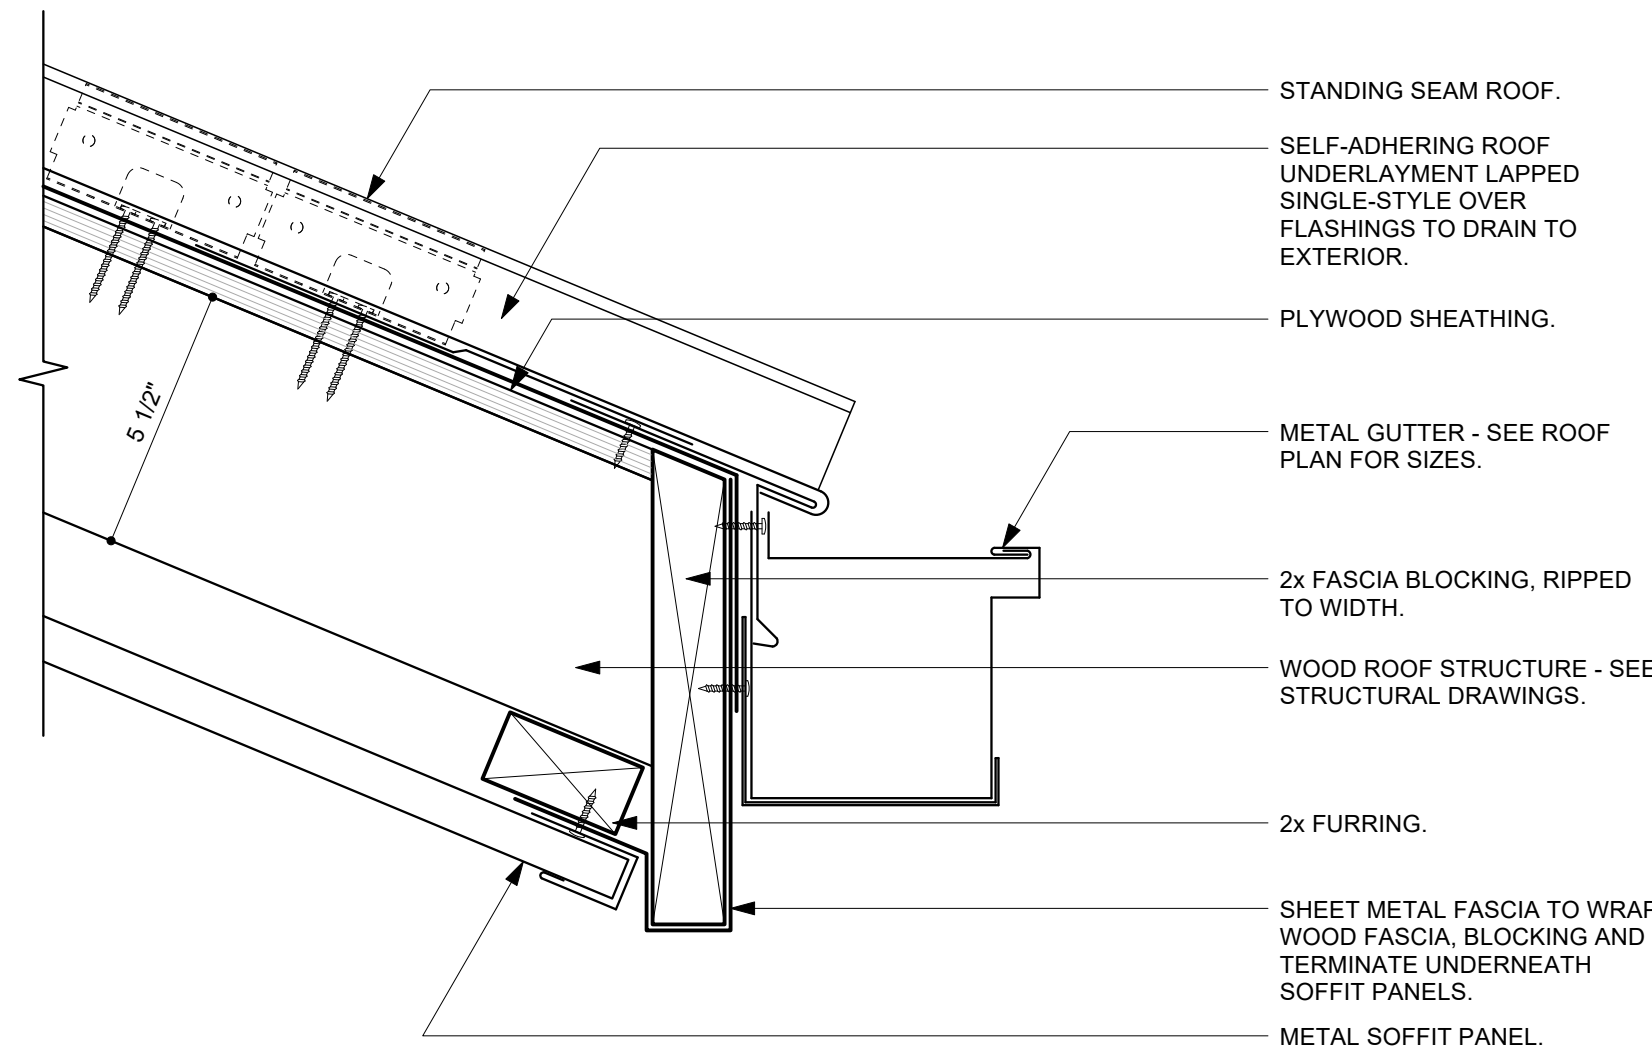 STANDING SEAM ROOF.
SELF-ADHERING ROOF
UNDERLAYMENT LAPPED
SINGLE-STYLE OVER
FLASHINGS TO DRAIN TO
EXTERIOR.
PLYWOOD SHEATHING.
5 1/2"
METAL GUTTER - SEE ROOF
PLAN FOR SIZES.
2x FASCIA BLOCKING, RIPPED
TO WIDTH.
WOOD ROOF STRUCTURE - SEE
STRUCTURAL DRAWINGS.
2x FURRING.
SHEET METAL FASCIA TO WRAP
WOOD FASCIA, BLOCKING AND
TERMINATE UNDERNEATH
SOFFIT PANELS.
METAL SOFFIT PANEL.